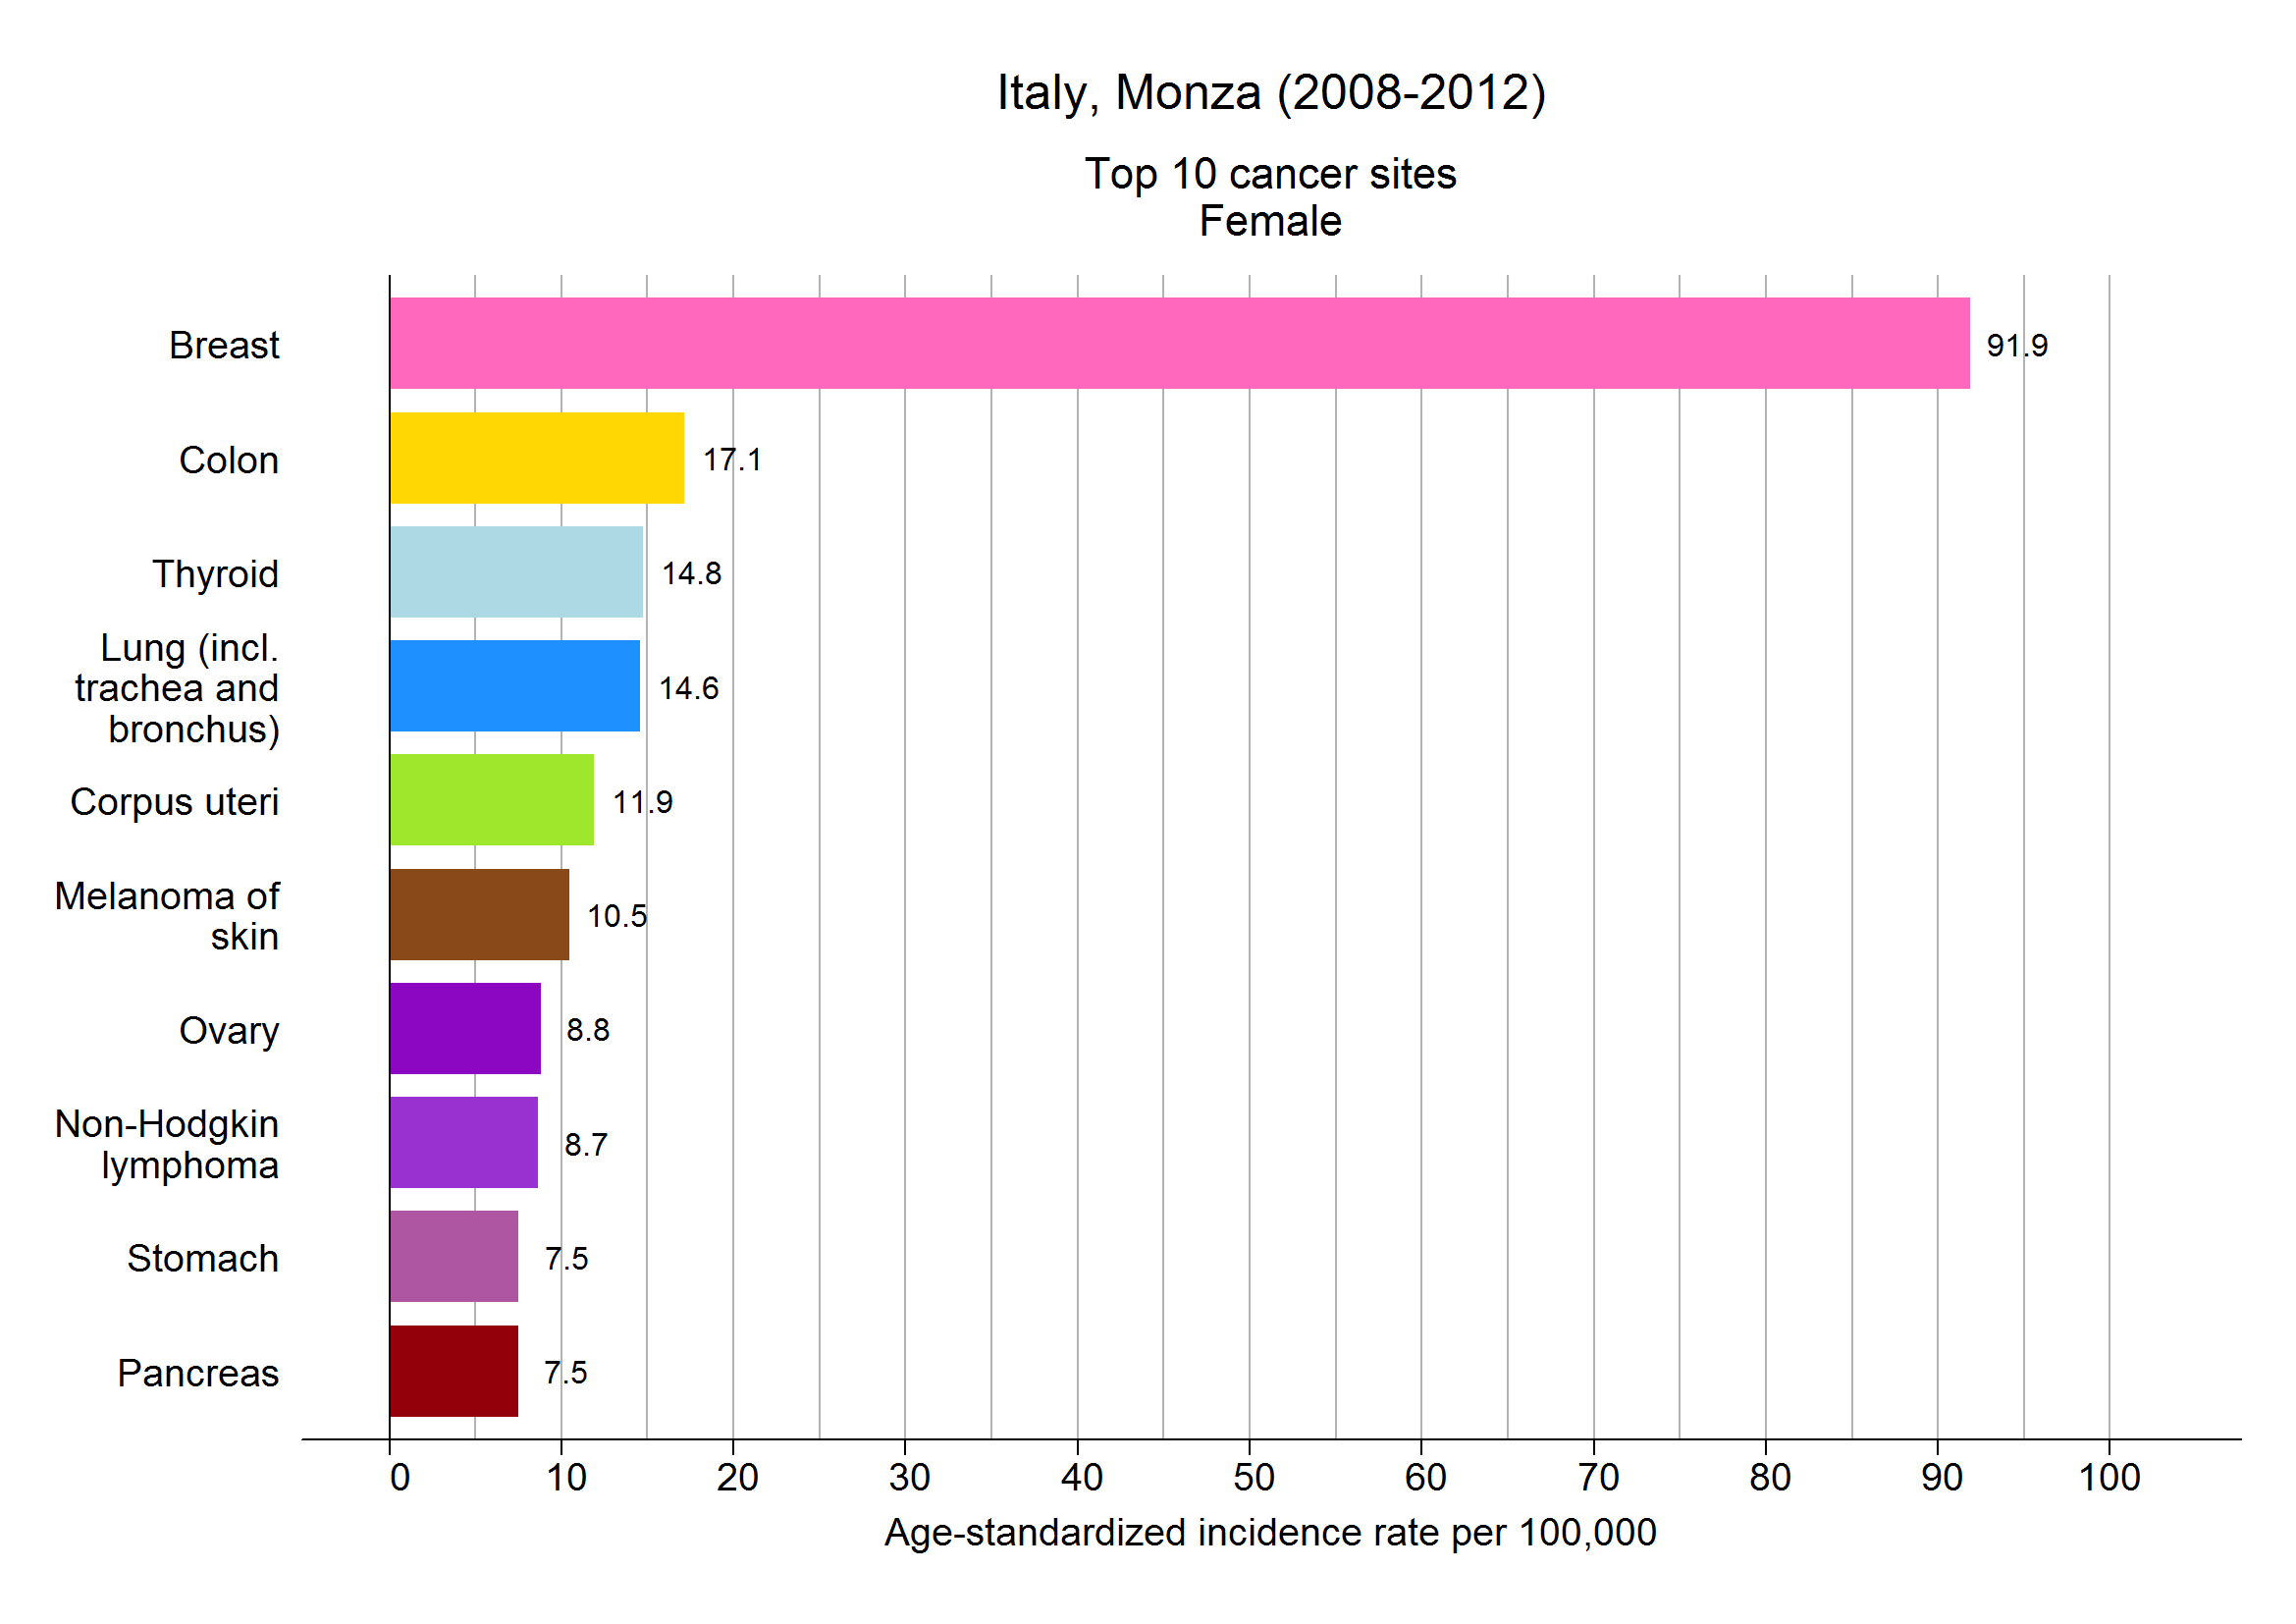 Italy, Monza (2008-2012)
Top 10 cancer sites
Female
Breast
91.9
Colon
17.1
Thyroid
14.8
Lung (incl.
trachea and
bronchus)
14.6
Corpus uteri
11.9
Melanoma of
skin
10.5
Ovary
8.8
Non-Hodgkin
lymphoma
8.7
Stomach
7.5
Pancreas
7.5
0 10 20 30 40 50 60 70 80 90 100
Age-standardized incidence rate per 100,000